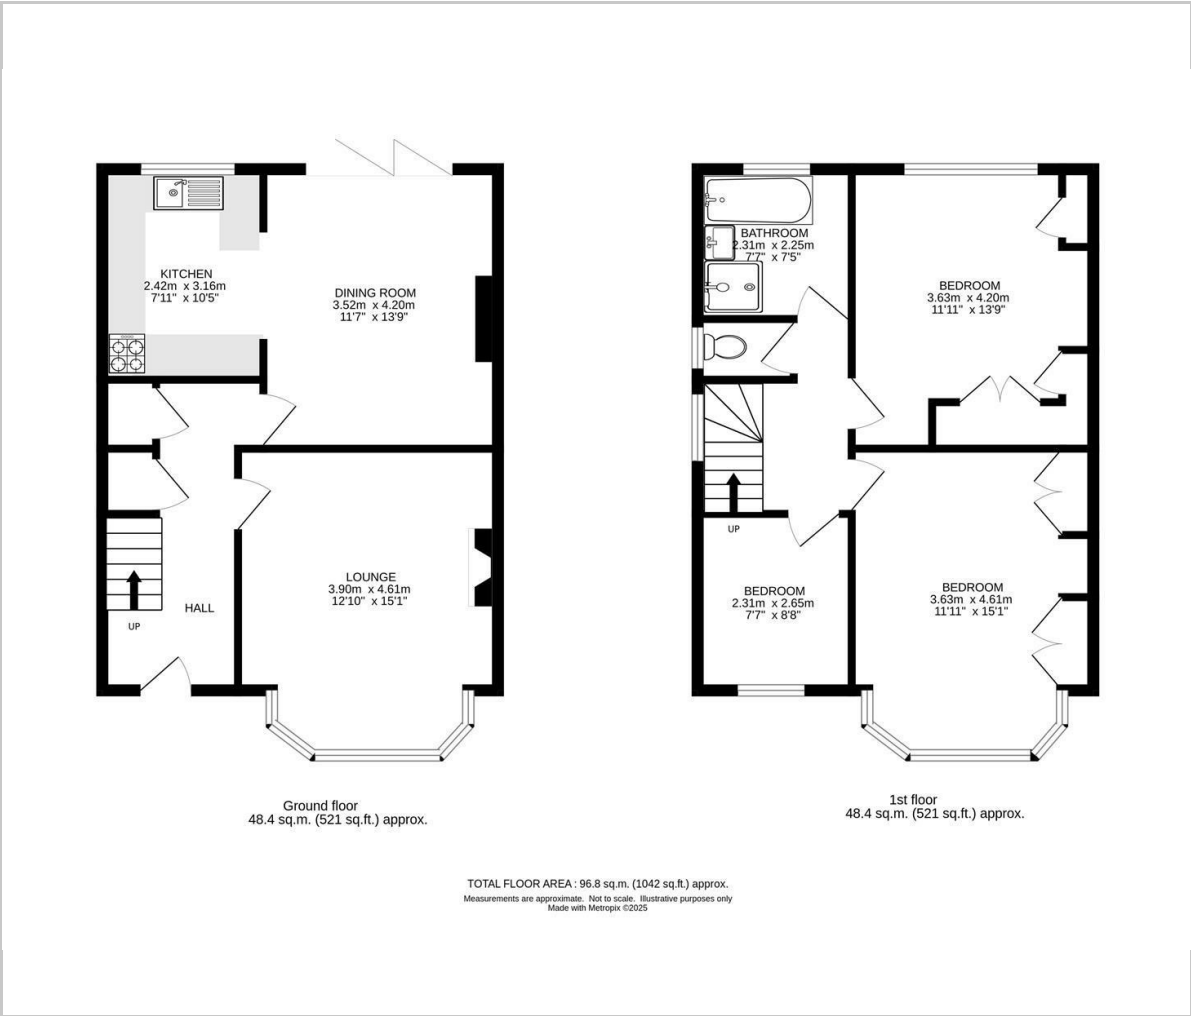 KITCHEN
2.42m x 3.16m
7'11" x 10'5"
DINING ROOM
3.52m x 4.20m
11'7" x 13'9"
LOUNGE
3.90m x 4.61m
12'10" x 15'1"
HALL
UP
Ground floor
48.4 sq.m. (521 sq.ft.) approx.
BATHROOM
2.31m x 2.25m
7'7" x 7'5"
BEDROOM
3.63m x 4.20m
11'11" x 13'9"
UP
BEDROOM
2.31m x 2.65m
7'7" x 8'8"
BEDROOM
3.63m x 4.61m
11'11" x 15'1"
1st floor
48.4 sq.m. (521 sq.ft.) approx.
TOTAL FLOOR AREA : 96.8 sq.m. (1042 sq.ft.) approx.
Measurements are approximate. Not to scale. Illustrative purposes only
Made with Metropix ©2025